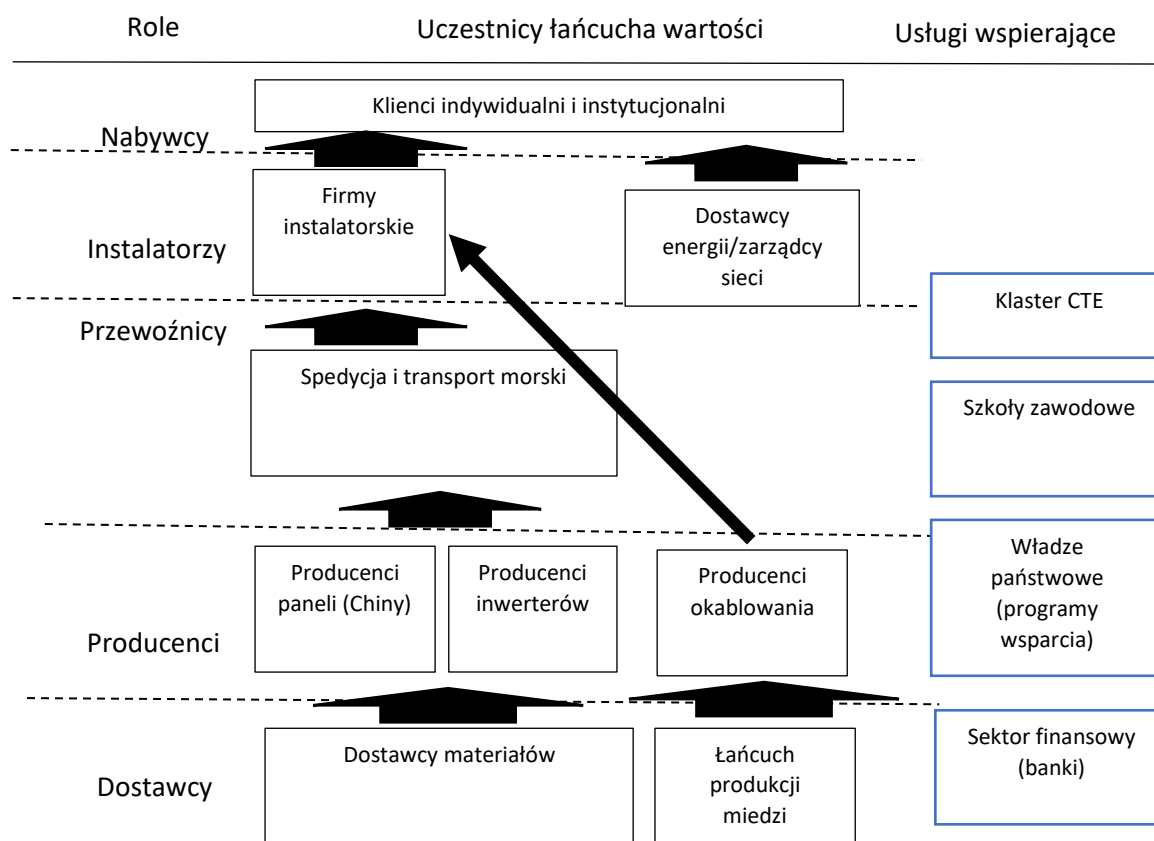 Role
Uczestnicy łańcucha wartości
Usługi wspierające
Klienci indywidualni i instytucjonalni
Nabywcy
Firmy
instalatorskie
Dostawcy
energii/zarządcy
sieci
Instalatorzy
Klaster CTE
Przewoźnicy
Spedycja i transport morski
Szkoły zawodowe
Producenci
paneli (Chiny)
Producenci
inwerterów
Producenci
okablowania
Władze
państwowe
(programy
wsparcia)
Producenci
Dostawcy materiałów
Łańcuch
produkcji
miedzi
Sektor finansowy
(banki)
Dostawcy